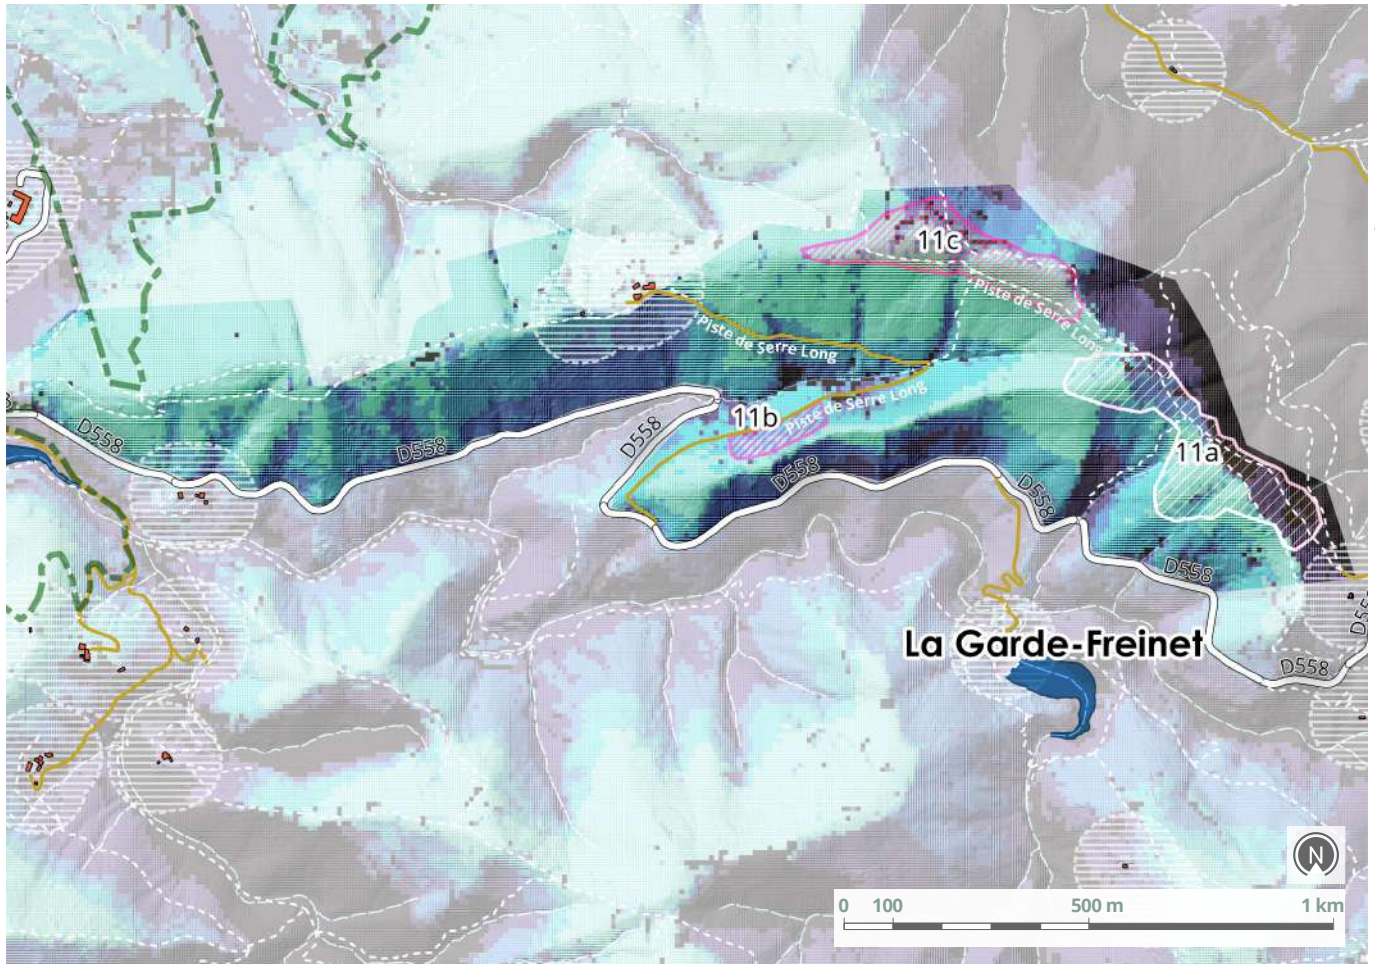 11c
Piste de Serre Long
Piste de Serre Long
11b
Piste de Serre Long
D558
D558
D558
D558
11a
D558
D558
La Garde-Freinet
D558
N
0 100 500 m 1 km